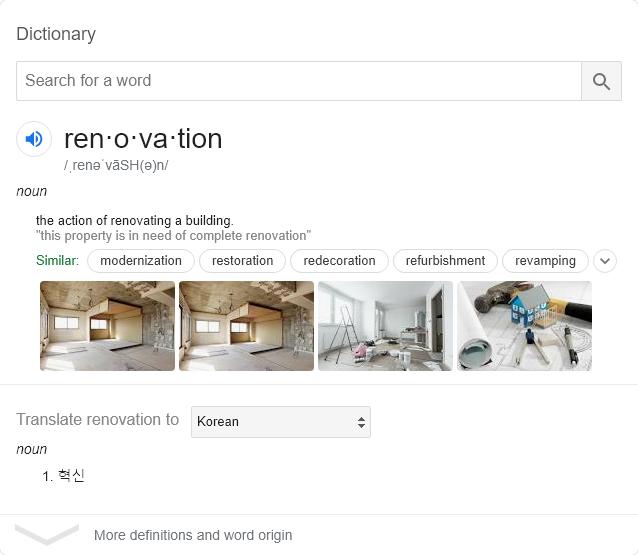 Dictionary
Search for a word
ren·o·va·tion
/ˌrenəˈvāSH(ə)n/
noun
the action of renovating a building.
"this property is in need of complete renovation"
Similar: modernization restoration redecoration refurbishment revamping
Translate renovation to Korean
noun
1. 혁신
More definitions and word origin